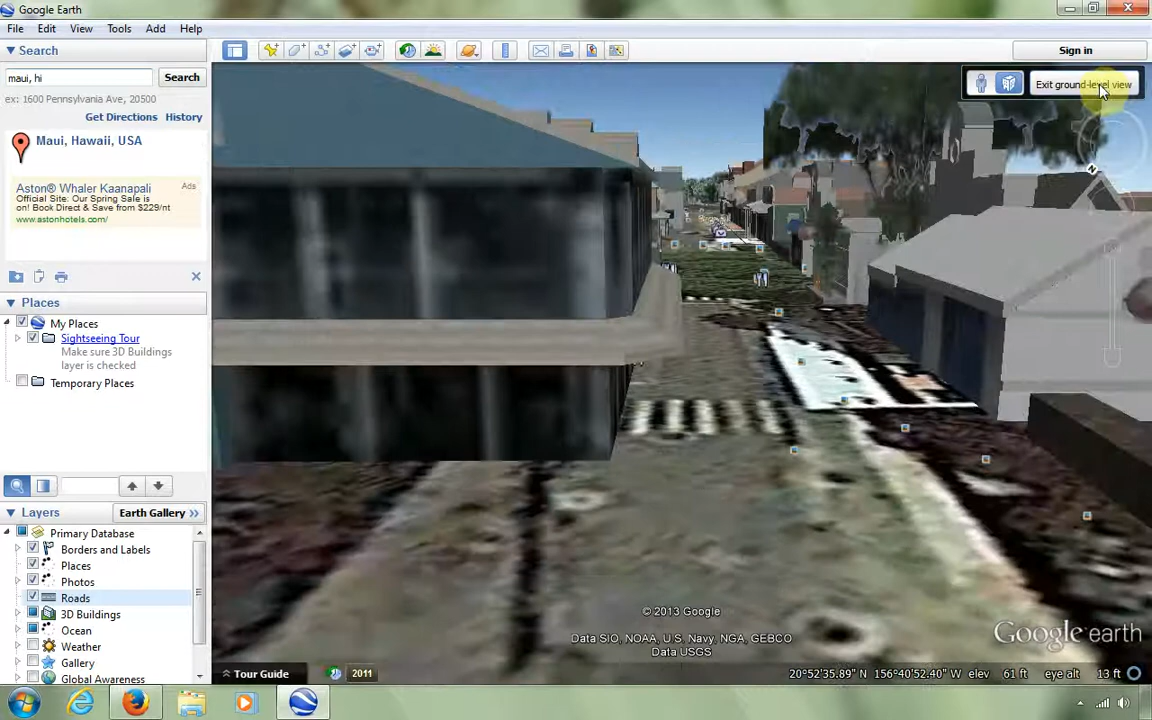 Google Earth
File Edit View Tools Add Help
Search
Sign in
maui, hi Search
Exit ground-level view
ex: 1600 Pennsylvania Ave, 20500
Get Directions History
Maui, Hawaii, USA
N
Aston® Whaler Kaanapali Ads
Official Site: Our Spring Sale is
on! Book Direct & Save from $229/nt
www.astonhotels.com/
Places
My Places
Sightseeing Tour
Make sure 3D Buildings
layer is checked
Temporary Places
Layers Earth Gallery >>
Primary Database
Borders and Labels
Places
Photos
Roads
3D Buildings
Ocean
Weather
Gallery
Global Awareness
© 2013 Google
Data SIO, NOAA, U.S. Navy, NGA, GEBCO
Data USGS
Google earth
Tour Guide 2011 20°52'35.89" N 156°40'52.40" W elev 61 ft eye alt 13 ft